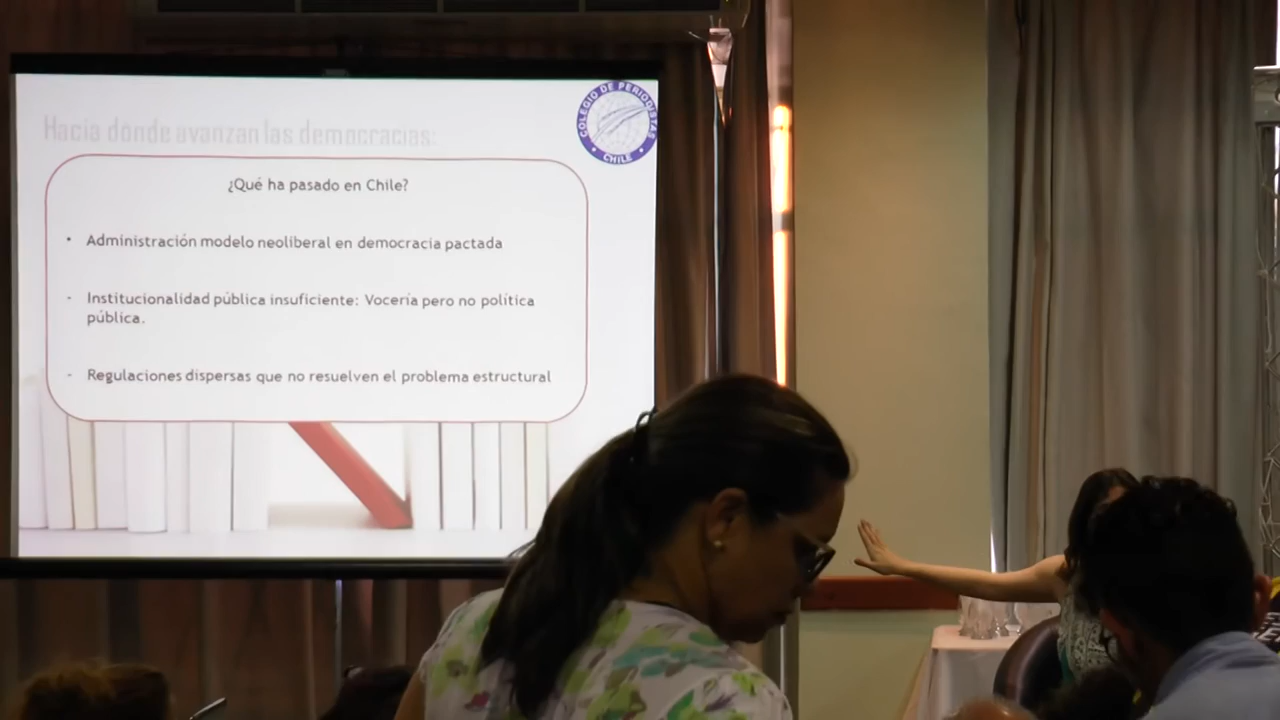 Hacia dónde avanzan las democracias:
COLEGIO DE PERIODISTAS
• CHILE •
¿Qué ha pasado en Chile?
• Administración modelo neoliberal en democracia pactada
- Institucionalidad pública insuficiente: Vocería pero no política
pública.
- Regulaciones dispersas que no resuelven el problema estructural